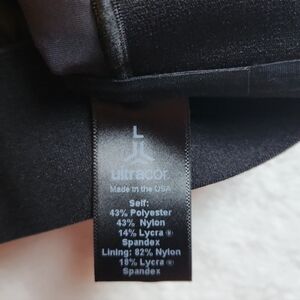 L
ultracor.
Made in the USA
Self:
43% Polyester
43% Nylon
14% Lycra ®
Spandex
Lining: 82% Nylon
18% Lycra ®
Spandex